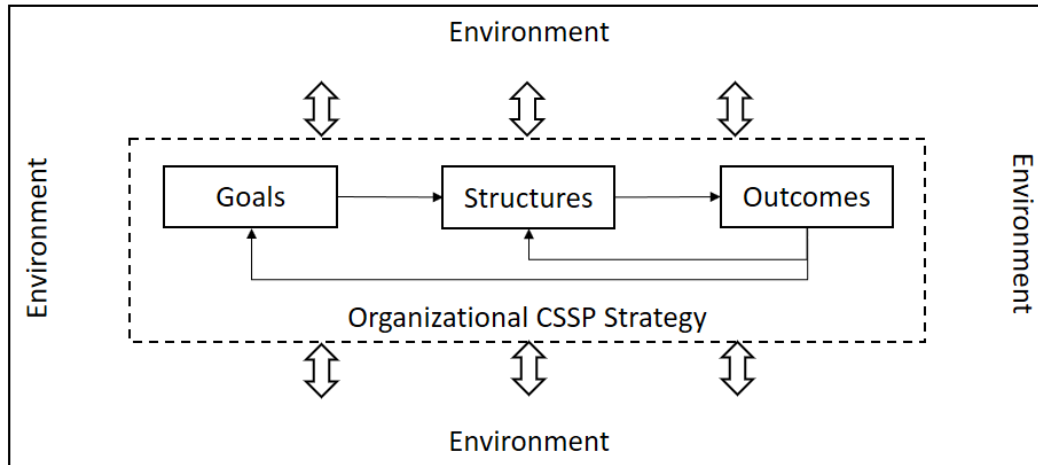 Environment
Environment
Goals
Structures
Outcomes
Environment
Organizational CSSP Strategy
Environment